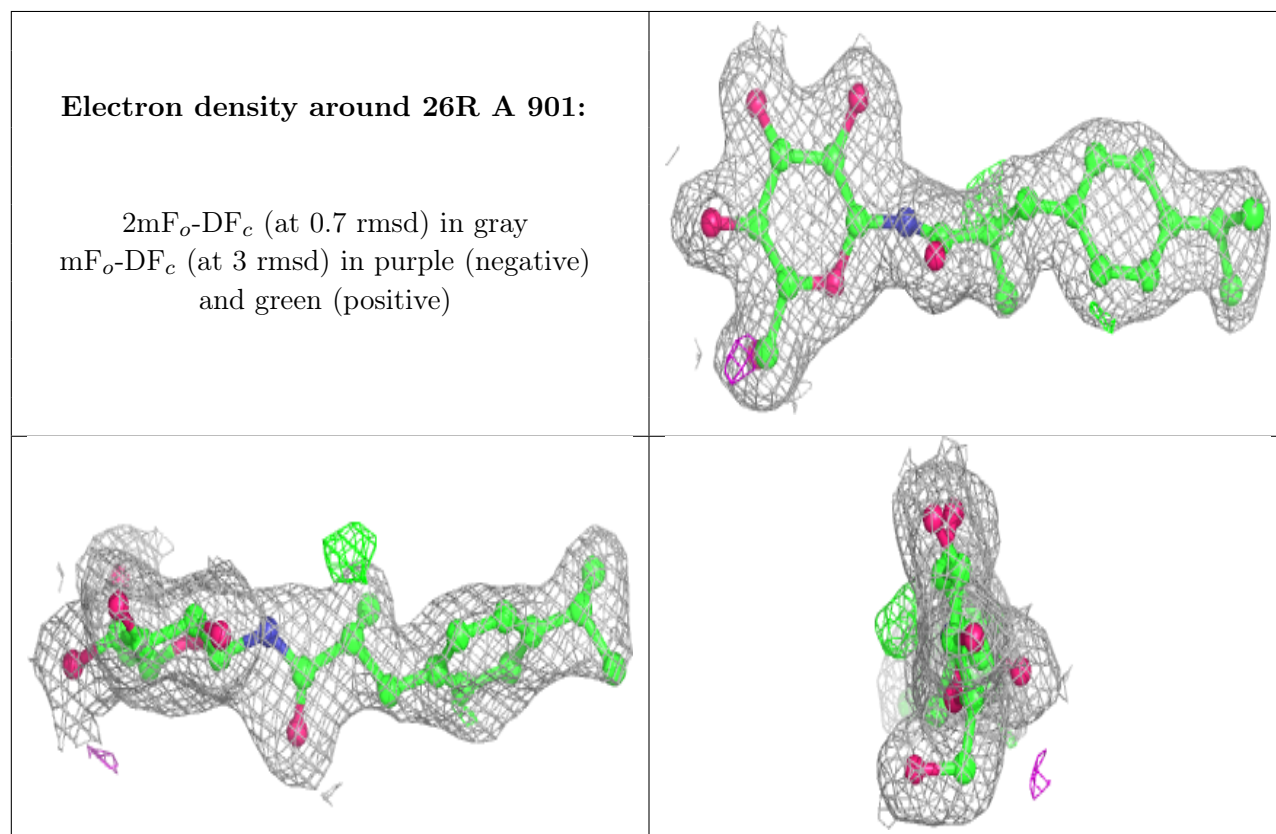 Electron density around 26R A 901:
2mFo-DFc (at 0.7 rmsd) in gray
mFo-DFc (at 3 rmsd) in purple (negative)
and green (positive)